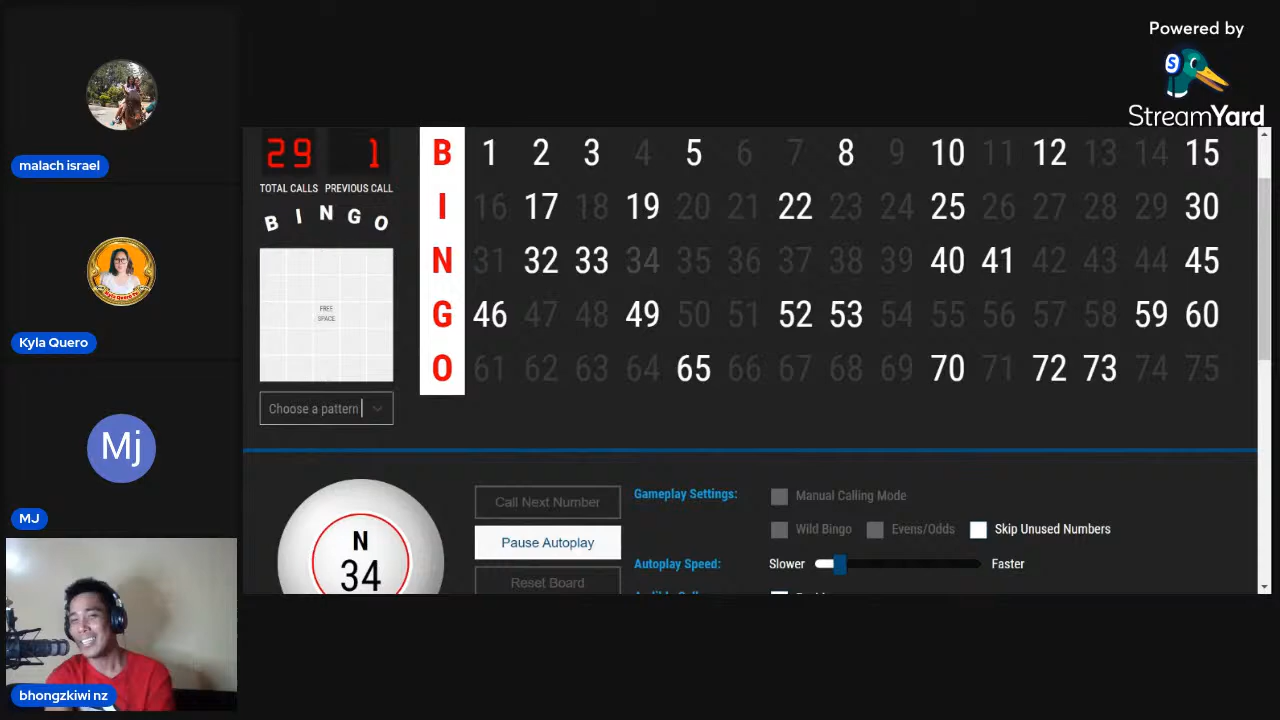 Powered by
StreamYard
malach israel
Kyla Quero
Mj
MJ
bhongzkiwi nz
29 1
TOTAL CALLS PREVIOUS CALL
B I N G O
FREE
SPACE
Choose a pattern
B 1 2 3 4 5 6 7 8 9 10 11 12 13 14 15
I 16 17 18 19 20 21 22 23 24 25 26 27 28 29 30
N 31 32 33 34 35 36 37 38 39 40 41 42 43 44 45
G 46 47 48 49 50 51 52 53 54 55 56 57 58 59 60
O 61 62 63 64 65 66 67 68 69 70 71 72 73 74 75
N
34
Call Next Number
Pause Autoplay
Reset Board
Gameplay Settings:
Manual Calling Mode
Wild Bingo Evens/Odds Skip Unused Numbers
Autoplay Speed: Slower Faster